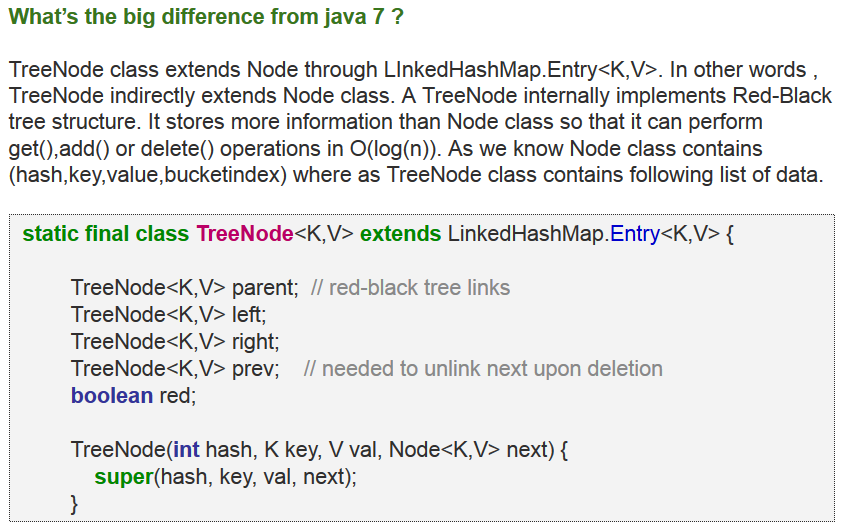 What's the big difference from java 7 ?
TreeNode class extends Node through LInkedHashMap.Entry<K,V>. In other words ,
TreeNode indirectly extends Node class. A TreeNode internally implements Red-Black
tree structure. It stores more information than Node class so that it can perform
get(),add() or delete() operations in O(log(n)). As we know Node class contains
(hash,key,value,bucketindex) where as TreeNode class contains following list of data.
static final class TreeNode<K,V> extends LinkedHashMap.Entry<K,V> {
TreeNode<K,V> parent;  // red-black tree links
TreeNode<K,V> left;
TreeNode<K,V> right;
TreeNode<K,V> prev;    // needed to unlink next upon deletion
boolean red;
TreeNode(int hash, K key, V val, Node<K,V> next) {
super(hash, key, val, next);
}